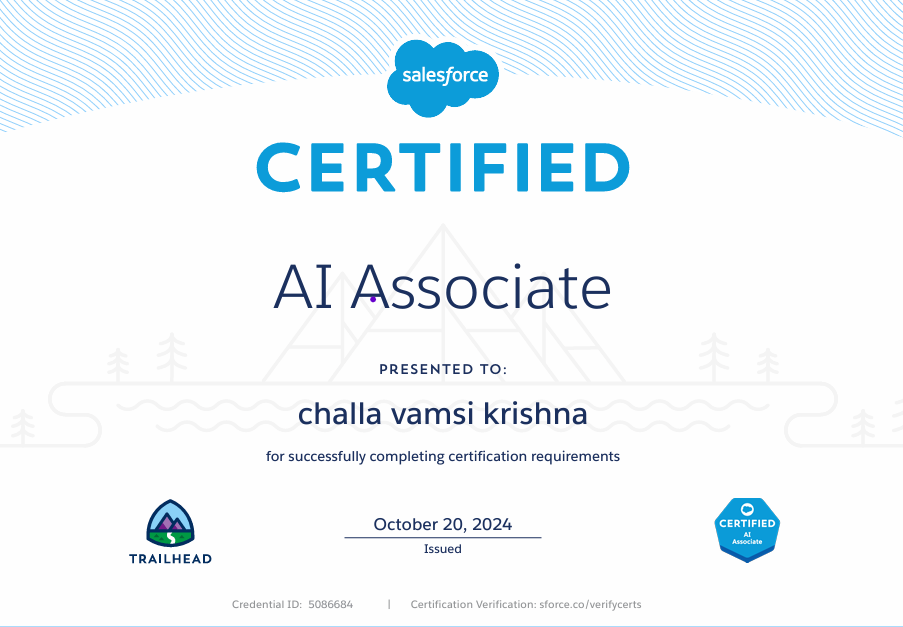 salesforce
CERTIFIED
AI Associate
PRESENTED TO:
challa vamsi krishna
for successfully completing certification requirements
TRAILHEAD
October 20, 2024
Issued
CERTIFIED
AI
Associate
Credential ID: 5086684 | Certification Verification: sforce.co/verifycerts